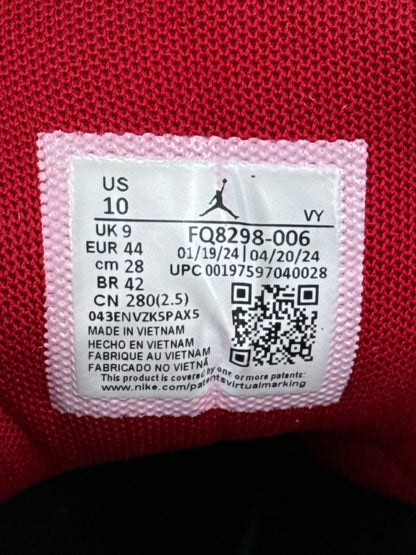 US
10
VY
UK 9
EUR 44
cm 28
BR 42
CN 280(2.5)
FQ8298-006
01/19/24 | 04/20/24
UPC 00197597040028
043ENVZK5PAX5
MADE IN VIETNAM
HECHO EN VIETNAM
FABRIQUE AU VIETNAM
FABRICADO NO VIETNÃ
This product is covered by one or more patents:
www.nike.com/patentsvirtualmarking